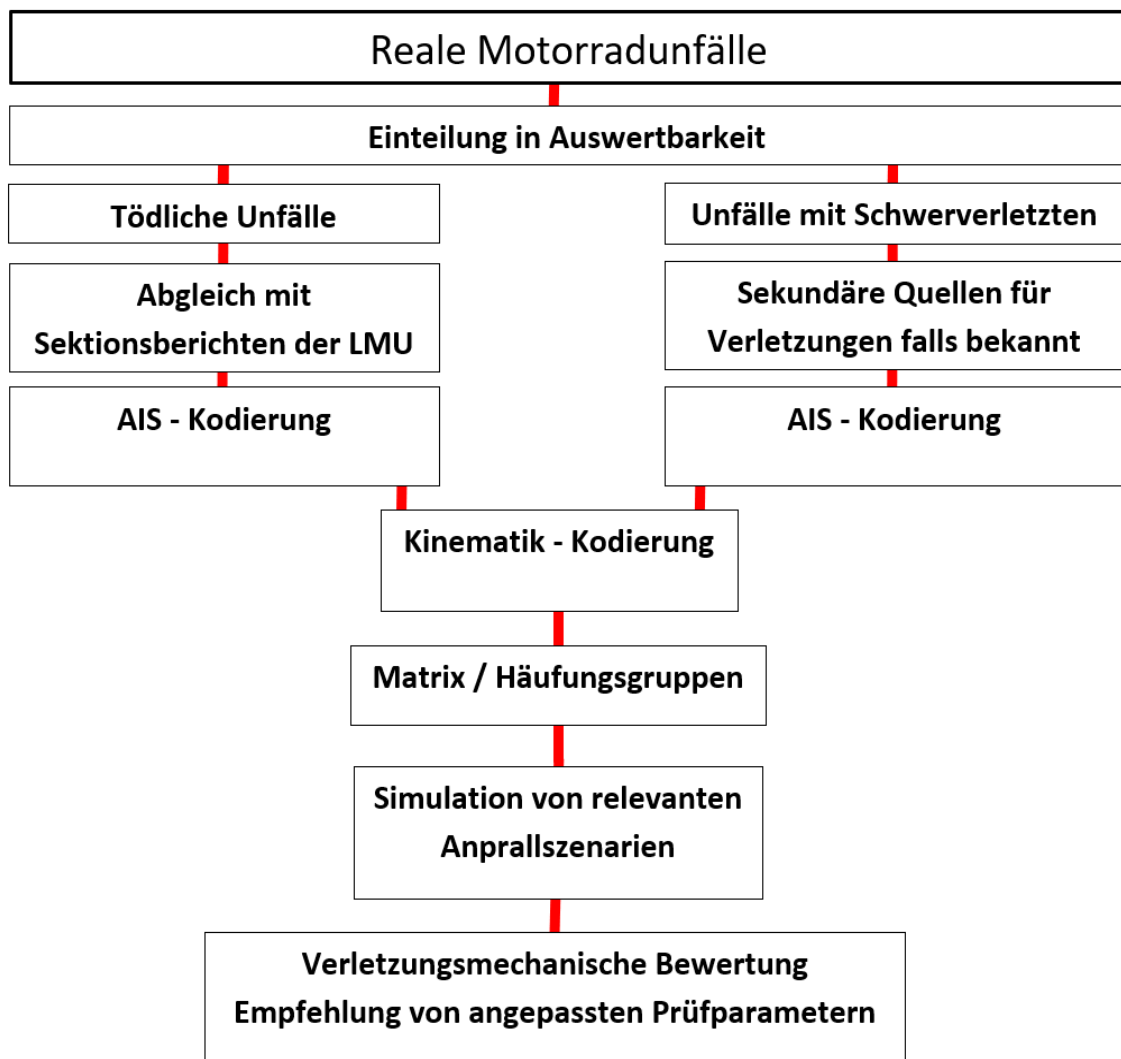 Reale Motorradunfälle
Einteilung in Auswertbarkeit
Tödliche Unfälle
Abgleich mit
Sektionsberichten der LMU
AIS - Kodierung
Unfälle mit Schwerverletzten
Sekundäre Quellen für
Verletzungen falls bekannt
AIS - Kodierung
Kinematik - Kodierung
Matrix / Häufungsgruppen
Simulation von relevanten
Anprallszenarien
Verletzungsmechanische Bewertung
Empfehlung von angepassten Prüfparametern